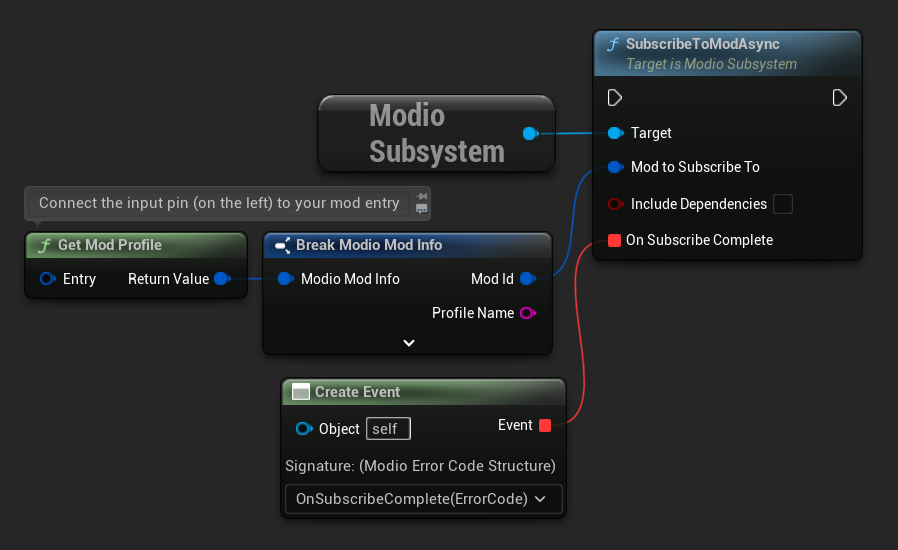 SubscribeToModAsync
Target is Modio Subsystem
Modio
Subsystem
Target
Mod to Subscribe To
Include Dependencies
On Subscribe Complete
Connect the input pin (on the left) to your mod entry
Get Mod Profile
Entry Return Value
Break Modio Mod Info
Modio Mod Info Mod Id
Profile Name
Create Event
Object self Event
Signature: (Modio Error Code Structure)
OnSubscribeComplete(ErrorCode)